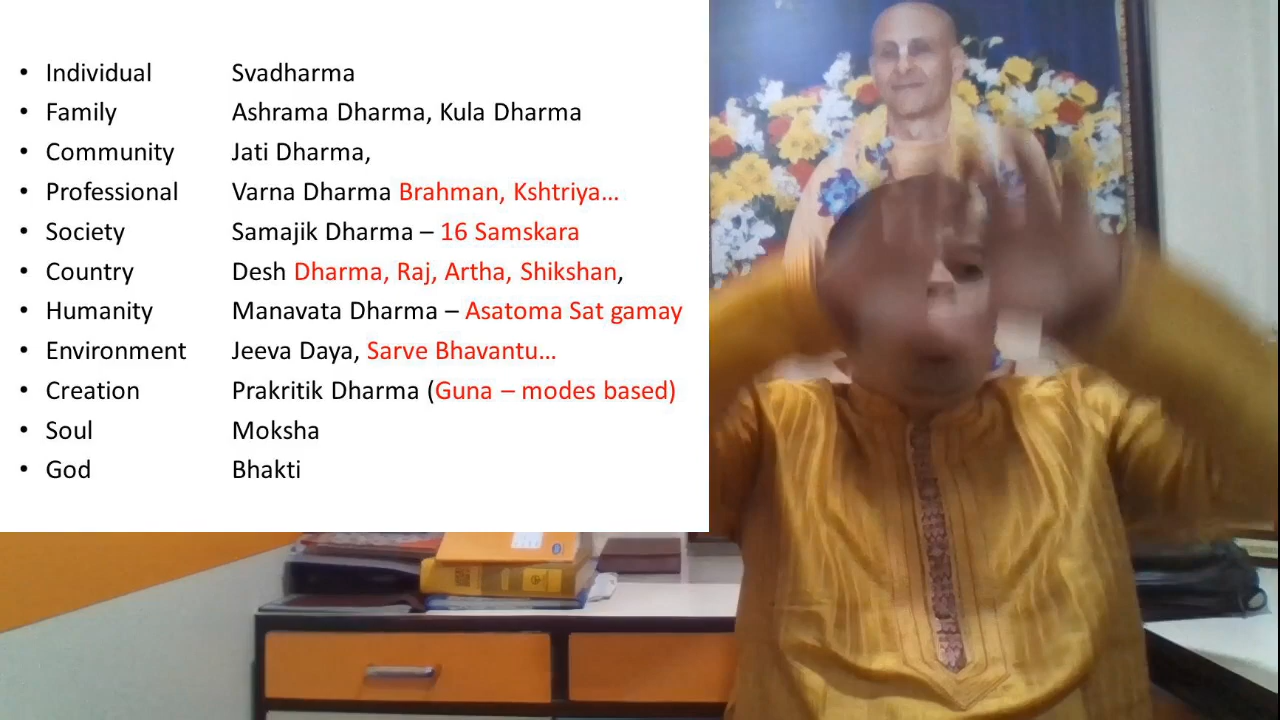 • Individual Svadharma
• Family Ashrama Dharma, Kula Dharma
• Community Jati Dharma,
• Professional Varna Dharma Brahman, Kshtriya...
• Society Samajik Dharma – 16 Samskara
• Country Desh Dharma, Raj, Artha, Shikshan,
• Humanity Manavata Dharma – Asatoma Sat gamay
• Environment Jeeva Daya, Sarve Bhavantu...
• Creation Prakritik Dharma (Guna – modes based)
• Soul Moksha
• God Bhakti